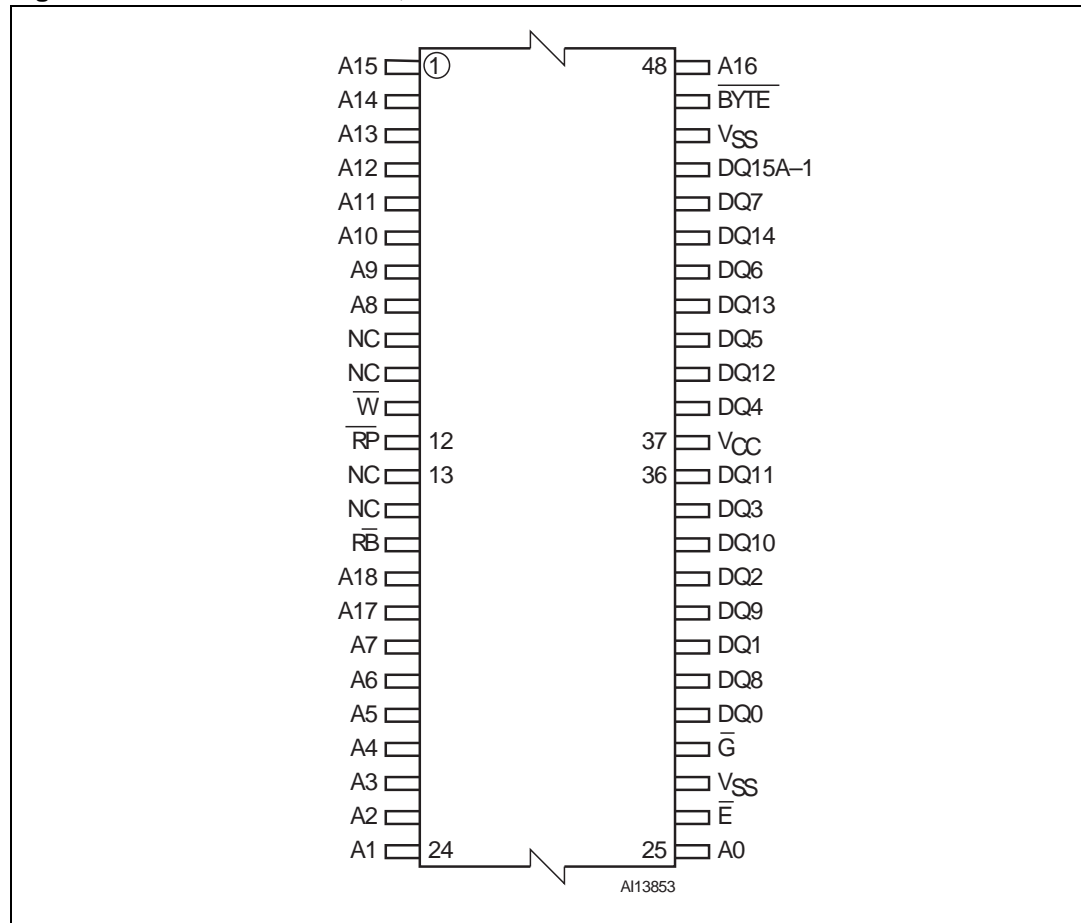 A15 1 48 A16
A14 BYTE
A13 VSS
A12 DQ15A–1
A11 DQ7
A10 DQ14
A9 DQ6
A8 DQ13
NC DQ5
NC DQ12
W DQ4
RP 12 37 VCC
NC 13 36 DQ11
NC DQ3
RB DQ10
A18 DQ2
A17 DQ9
A7 DQ1
A6 DQ8
A5 DQ0
A4 G
A3 VSS
A2 E
A1 24 25 A0
AI13853